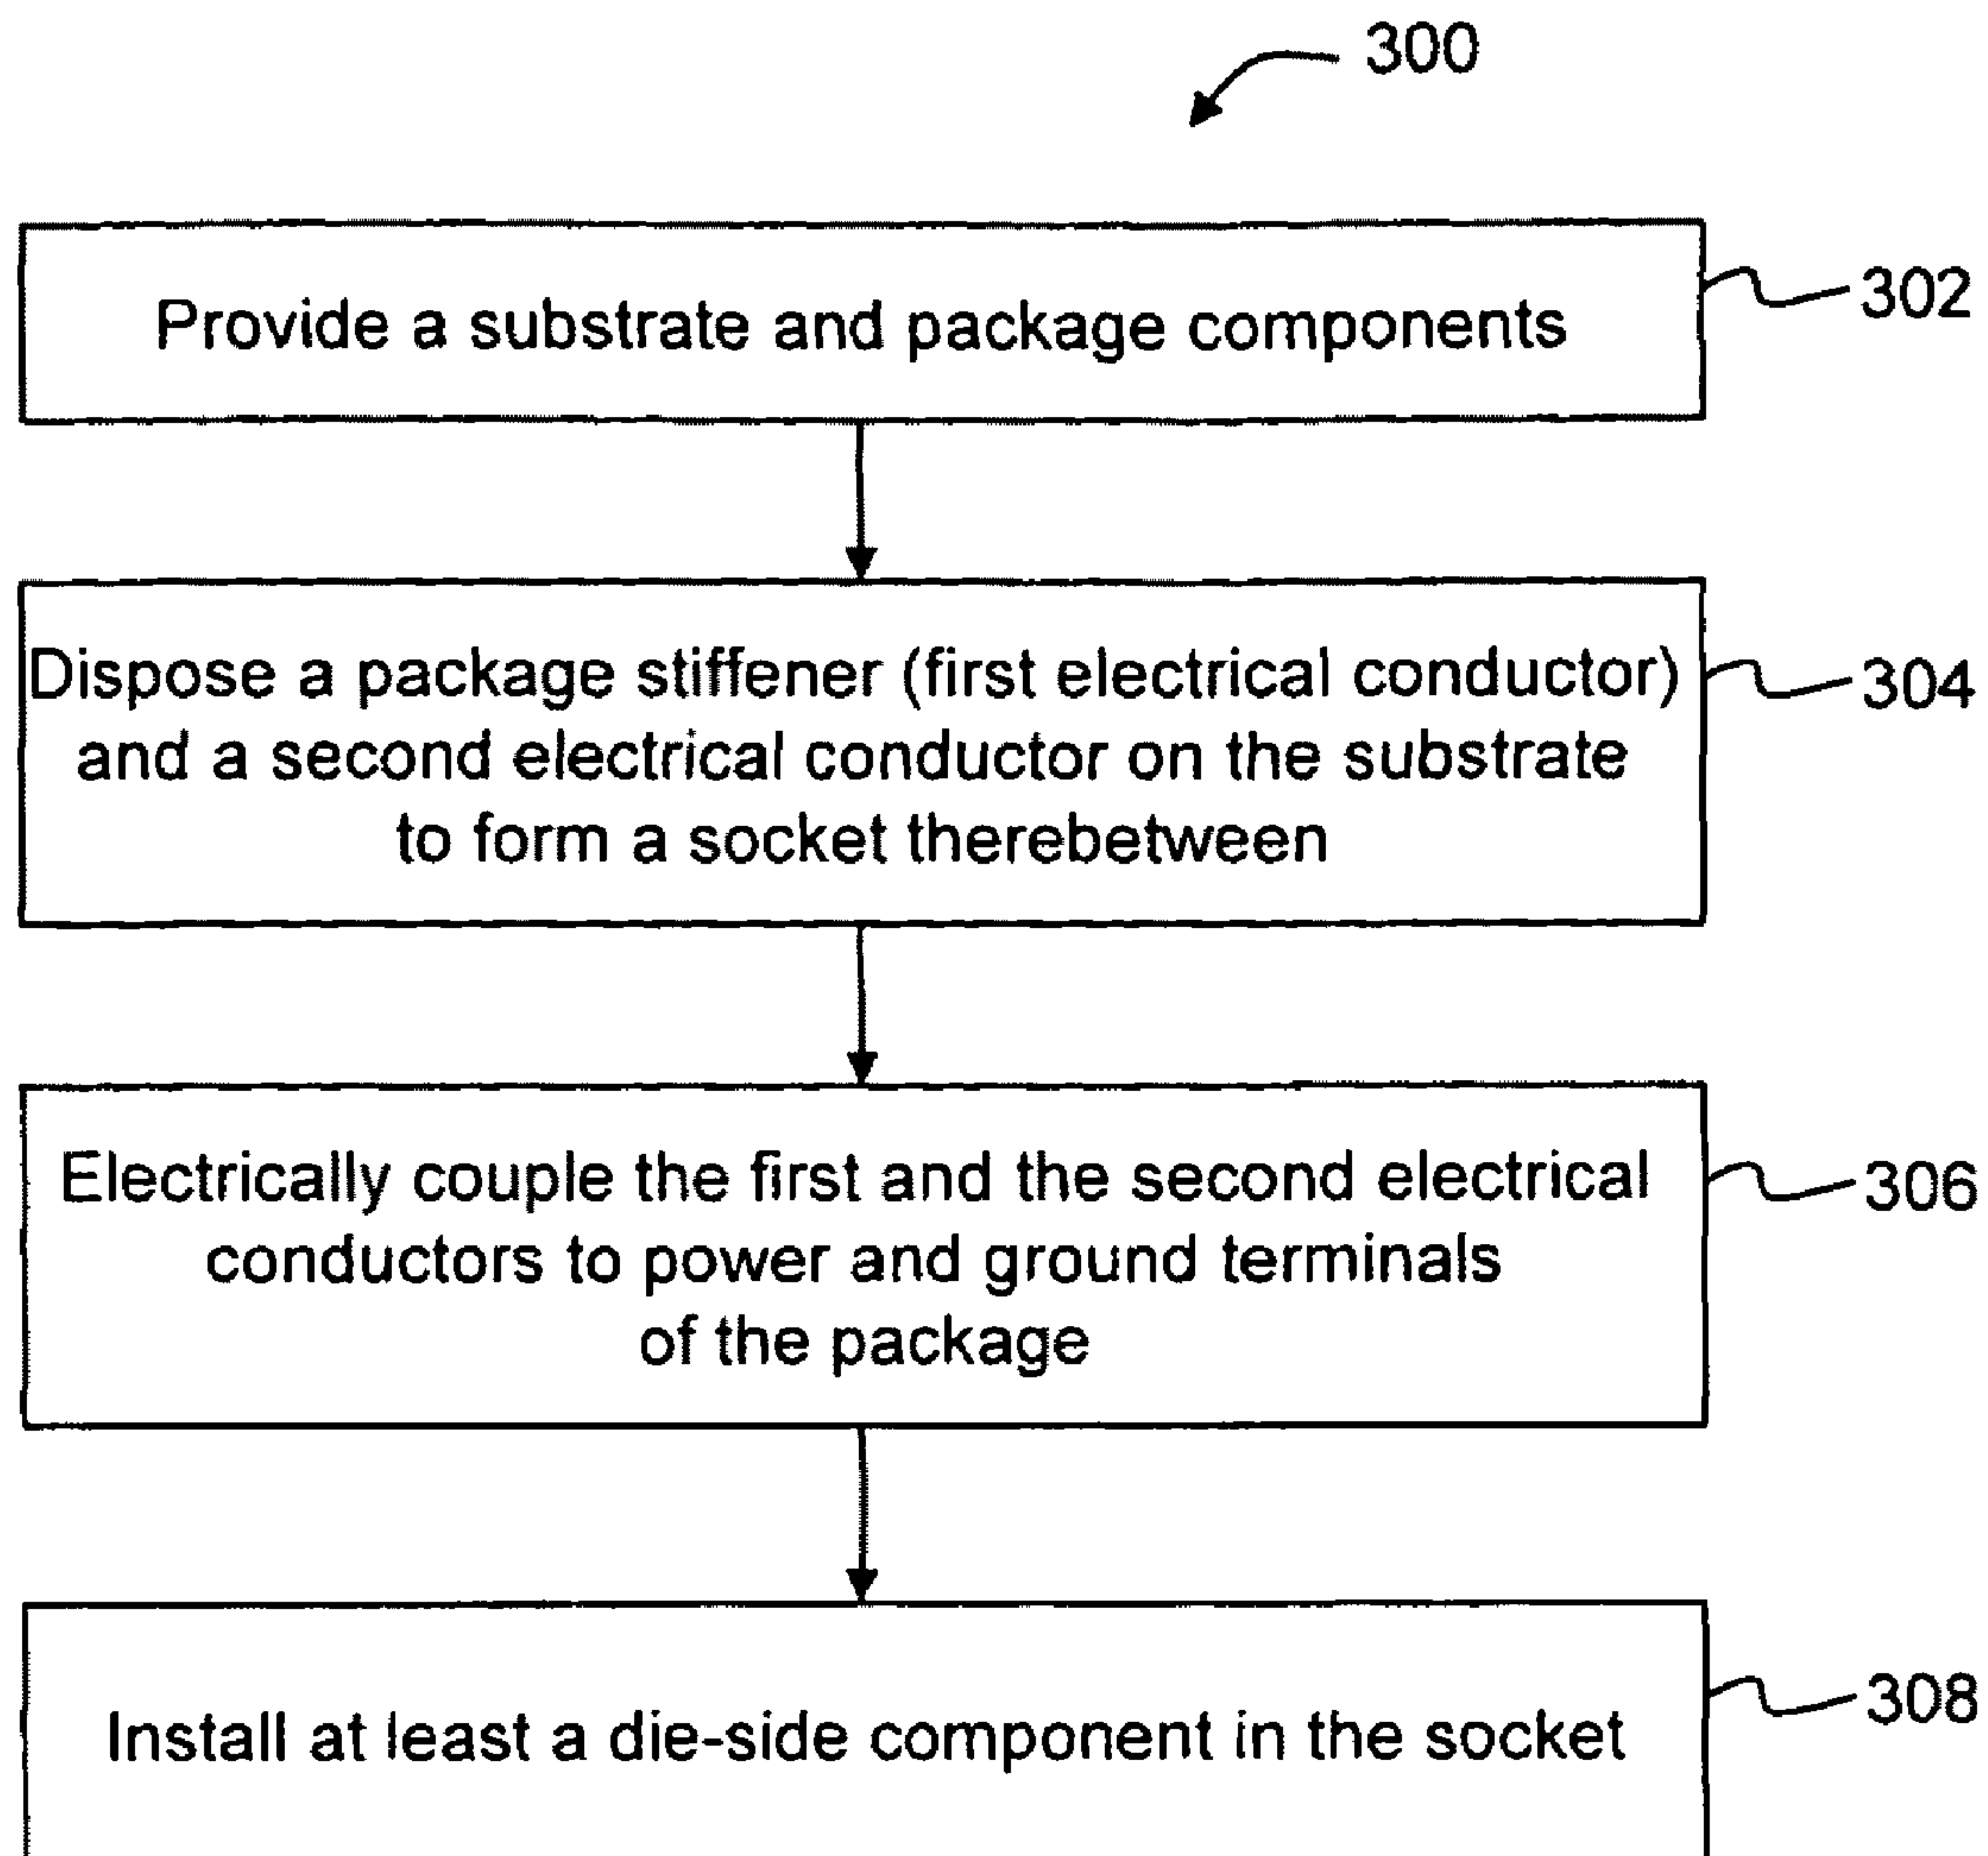 300
Provide a substrate and package components
302
Dispose a package stiffener (first electrical conductor)
and a second electrical conductor on the substrate
to form a socket therebetween
304
Electrically couple the first and the second electrical
conductors to power and ground terminals
of the package
306
Install at least a die-side component in the socket
308